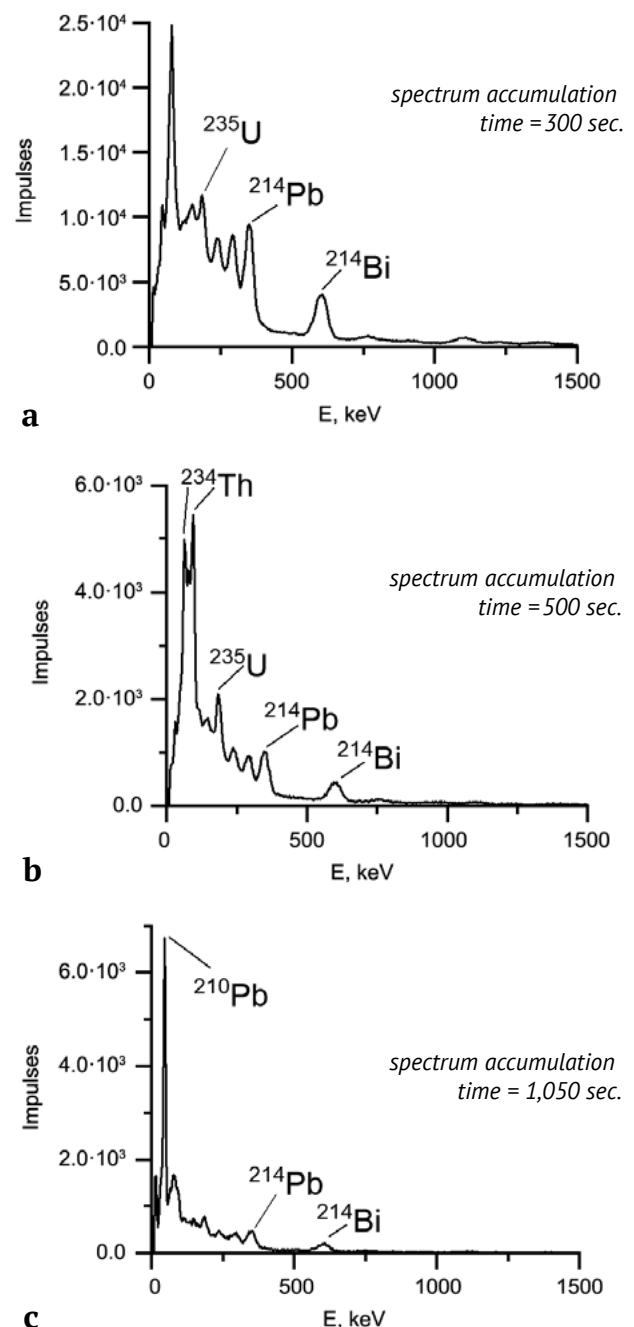 2.5·10⁴
spectrum accumulation
time = 300 sec.
2.0·10⁴
²³⁵U
1.5·10⁴
²¹⁴Pb
Impulses
1.0·10⁴
²¹⁴Bi
5.0·10³
0.0
0 500 1000 1500
E, keV
a
6.0·10³
²³⁴Th
spectrum accumulation
time = 500 sec.
4.0·10³
Impulses
²³⁵U
2.0·10³
²¹⁴Pb
²¹⁴Bi
0.0
0 500 1000 1500
E, keV
b
6.0·10³
²¹⁰Pb
spectrum accumulation
time = 1,050 sec.
4.0·10³
Impulses
2.0·10³
²¹⁴Pb
²¹⁴Bi
0.0
0 500 1000 1500
E, keV
c